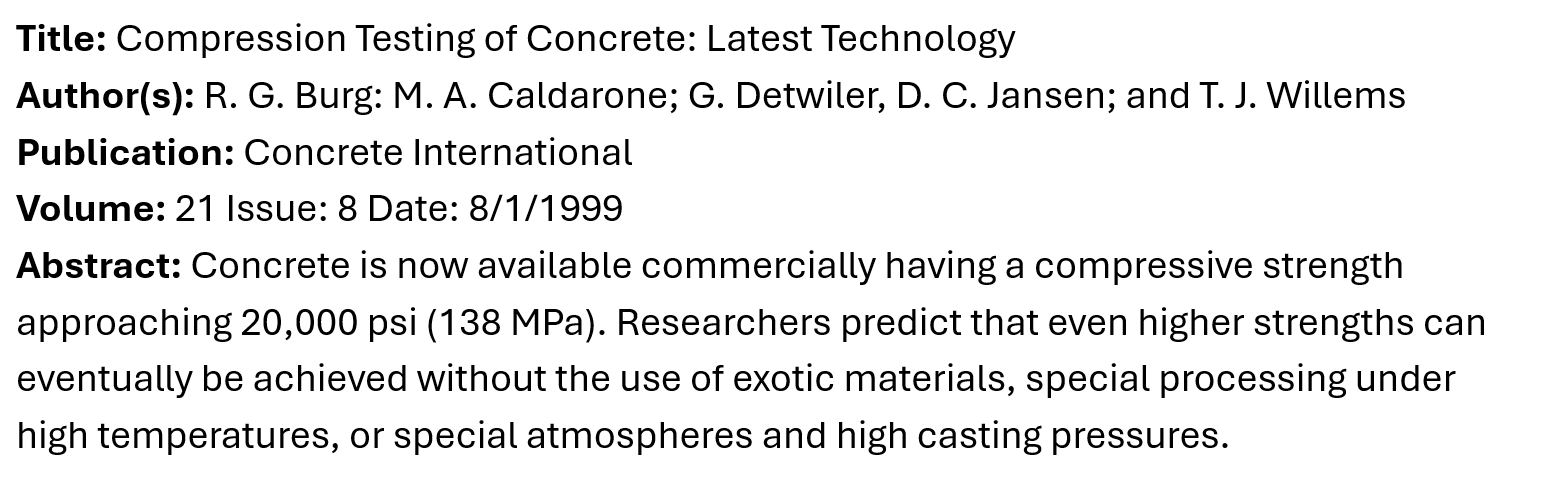 Title: Compression Testing of Concrete: Latest Technology
Author(s): R. G. Burg: M. A. Caldarone; G. Detwiler, D. C. Jansen; and T. J. Willems
Publication: Concrete International
Volume: 21 Issue: 8 Date: 8/1/1999
Abstract: Concrete is now available commercially having a compressive strength
approaching 20,000 psi (138 MPa). Researchers predict that even higher strengths can
eventually be achieved without the use of exotic materials, special processing under
high temperatures, or special atmospheres and high casting pressures.